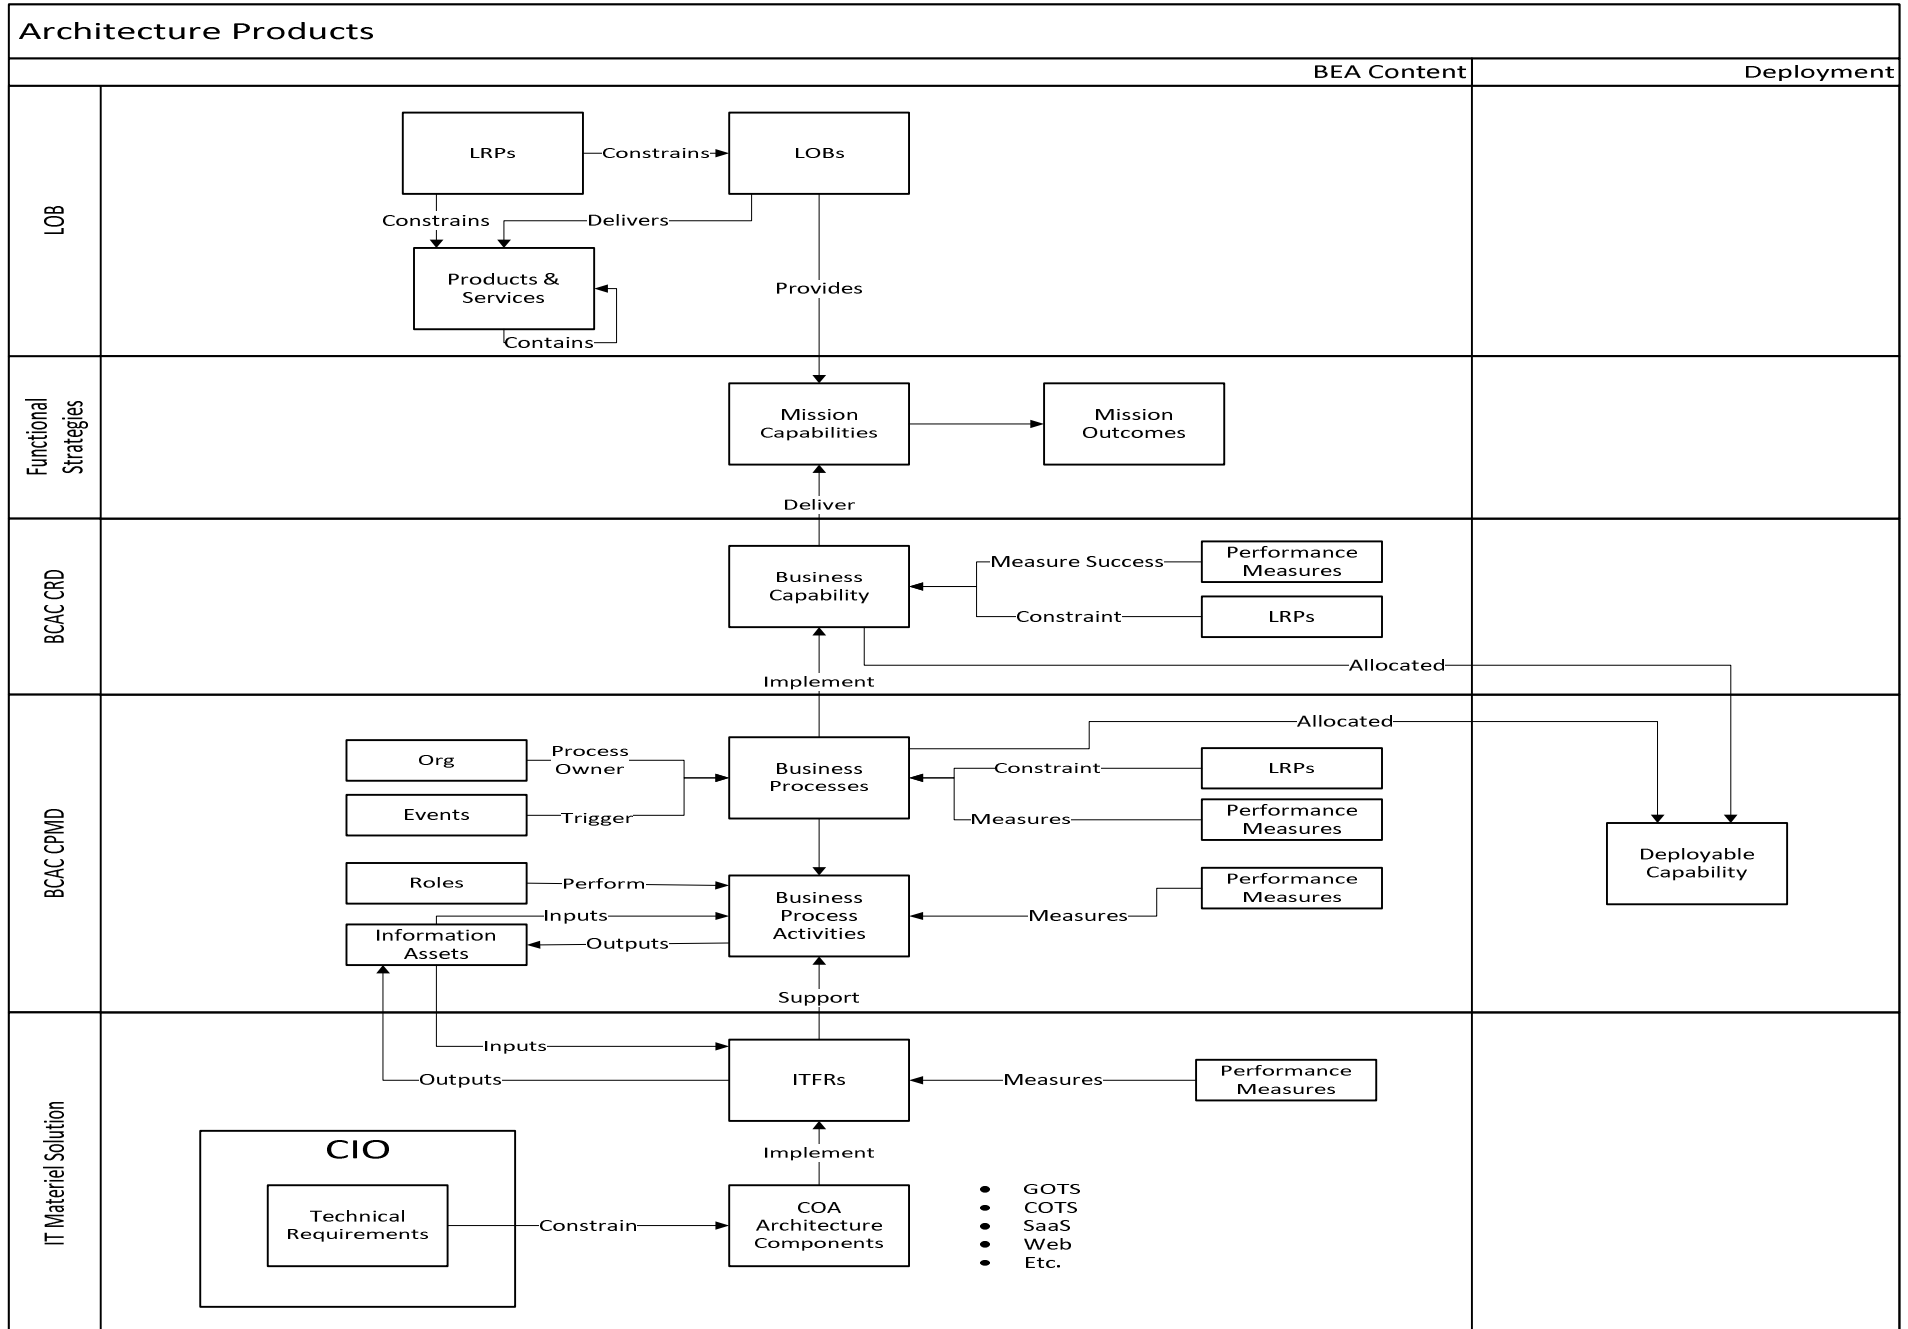 Architecture Products
BEA Content
Deployment
LOB
LRPs
Constrains
LOBs
Constrains
Delivers
Products &
Services
Contains
Provides
Functional
Strategies
Mission
Capabilities
Mission
Outcomes
Deliver
BCAC CRD
Business
Capability
Measure Success
Performance
Measures
Constraint
LRPs
Allocated
Implement
BCAC CPMD
Allocated
Org
Process
Owner
Events
Trigger
Business
Processes
Constraint
LRPs
Measures
Performance
Measures
Deployable
Capability
Roles
Perform
Inputs
Information
Assets
Outputs
Business
Process
Activities
Measures
Performance
Measures
Support
IT Materiel Solution
Inputs
Outputs
ITFRs
Measures
Performance
Measures
Implement
CIO
Technical
Requirements
Constrain
COA
Architecture
Components
• GOTS
• COTS
• SaaS
• Web
• Etc.